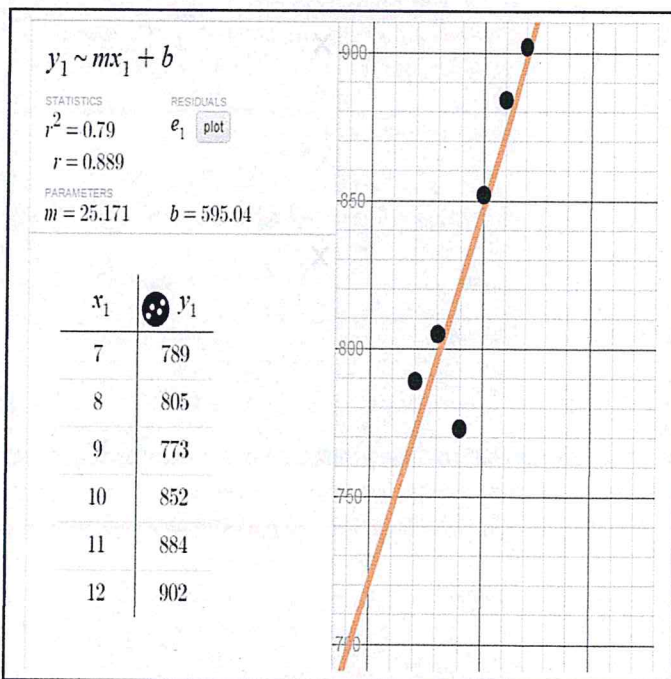 y₁ ~ mx₁ + b
STATISTICS RESIDUALS
r² = 0.79 e₁ plot
r = 0.889
PARAMETERS
m = 25.171 b = 595.04
x₁ y₁
7 789
8 805
9 773
10 852
11 884
12 902
900
850
800
750